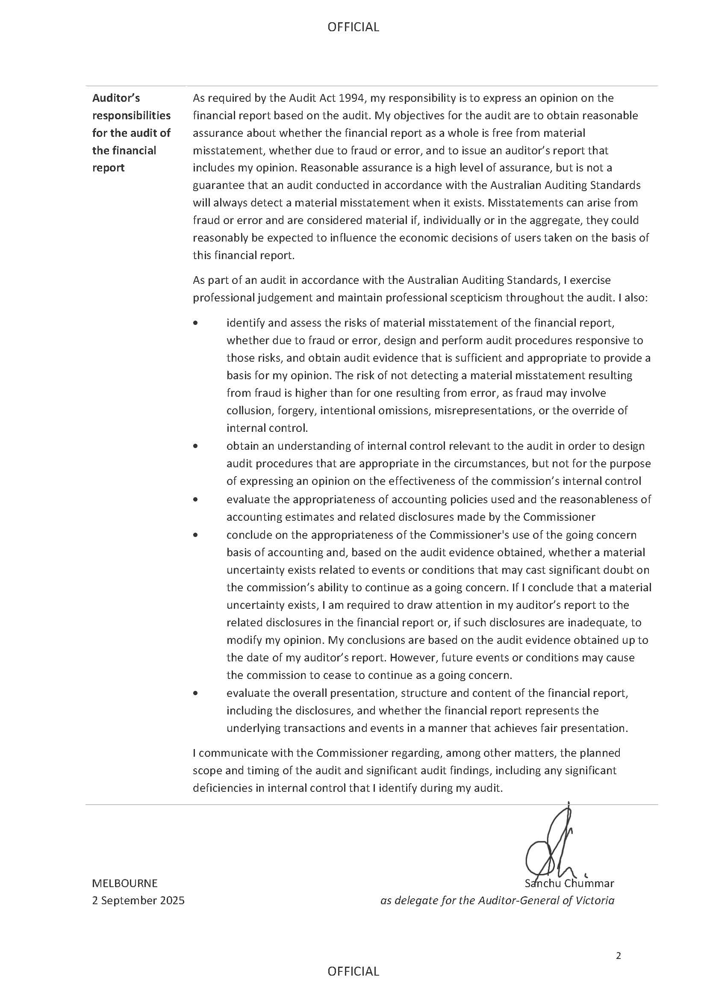 OFFICIAL
Auditor’s
responsibilities
for the audit of
the financial
report
As required by the Audit Act 1994, my responsibility is to express an opinion on the
financial report based on the audit. My objectives for the audit are to obtain reasonable
assurance about whether the financial report as a whole is free from material
misstatement, whether due to fraud or error, and to issue an auditor’s report that
includes my opinion. Reasonable assurance is a high level of assurance, but is not a
guarantee that an audit conducted in accordance with the Australian Auditing Standards
will always detect a material misstatement when it exists. Misstatements can arise from
fraud or error and are considered material if, individually or in the aggregate, they could
reasonably be expected to influence the economic decisions of users taken on the basis of
this financial report.
As part of an audit in accordance with the Australian Auditing Standards, I exercise
professional judgement and maintain professional scepticism throughout the audit. I also:
• identify and assess the risks of material misstatement of the financial report,
whether due to fraud or error, design and perform audit procedures responsive to
those risks, and obtain audit evidence that is sufficient and appropriate to provide a
basis for my opinion. The risk of not detecting a material misstatement resulting
from fraud is higher than for one resulting from error, as fraud may involve
collusion, forgery, intentional omissions, misrepresentations, or the override of
internal control.
• obtain an understanding of internal control relevant to the audit in order to design
audit procedures that are appropriate in the circumstances, but not for the purpose
of expressing an opinion on the effectiveness of the commission’s internal control
• evaluate the appropriateness of accounting policies used and the reasonableness of
accounting estimates and related disclosures made by the Commissioner
• conclude on the appropriateness of the Commissioner's use of the going concern
basis of accounting and, based on the audit evidence obtained, whether a material
uncertainty exists related to events or conditions that may cast significant doubt on
the commission’s ability to continue as a going concern. If I conclude that a material
uncertainty exists, I am required to draw attention in my auditor’s report to the
related disclosures in the financial report or, if such disclosures are inadequate, to
modify my opinion. My conclusions are based on the audit evidence obtained up to
the date of my auditor’s report. However, future events or conditions may cause
the commission to cease to continue as a going concern.
• evaluate the overall presentation, structure and content of the financial report,
including the disclosures, and whether the financial report represents the
underlying transactions and events in a manner that achieves fair presentation.
I communicate with the Commissioner regarding, among other matters, the planned
scope and timing of the audit and significant audit findings, including any significant
deficiencies in internal control that I identify during my audit.
MELBOURNE
2 September 2025
Sanchu Chummar
as delegate for the Auditor-General of Victoria
2
OFFICIAL